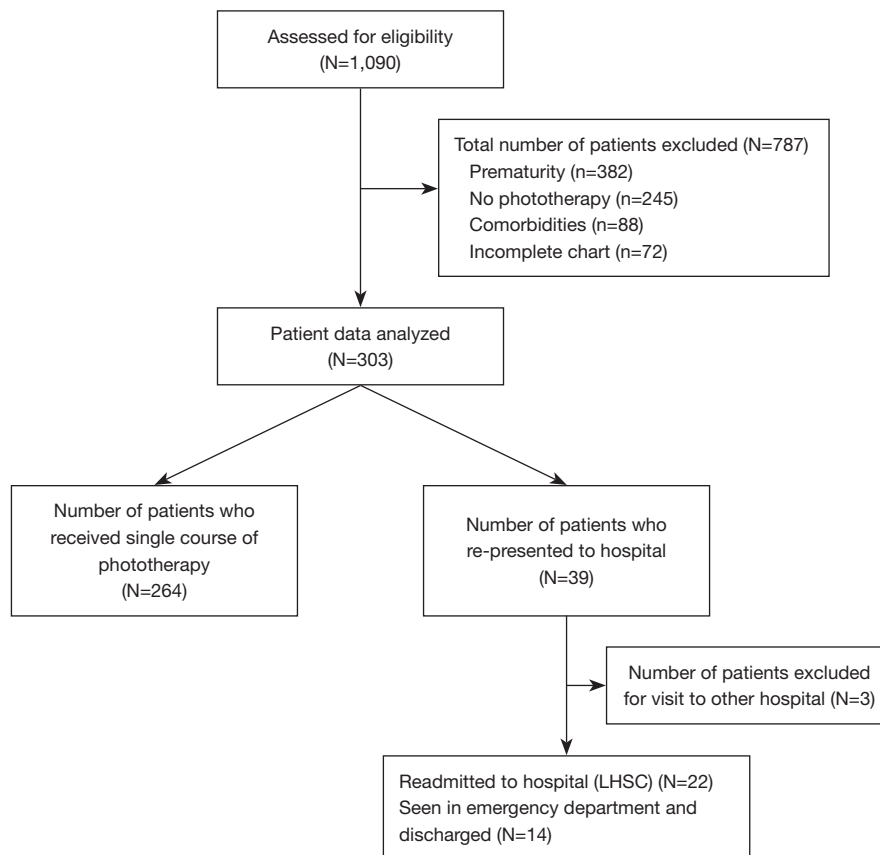 Assessed for eligibility
(N=1,090)
Total number of patients excluded (N=787)
Prematurity (n=382)
No phototherapy (n=245)
Comorbidities (n=88)
Incomplete chart (n=72)
Patient data analyzed
(N=303)
Number of patients who
received single course of
phototherapy
(N=264)
Number of patients who
re-presented to hospital
(N=39)
Number of patients excluded
for visit to other hospital (N=3)
Readmitted to hospital (LHSC) (N=22)
Seen in emergency department and
discharged (N=14)